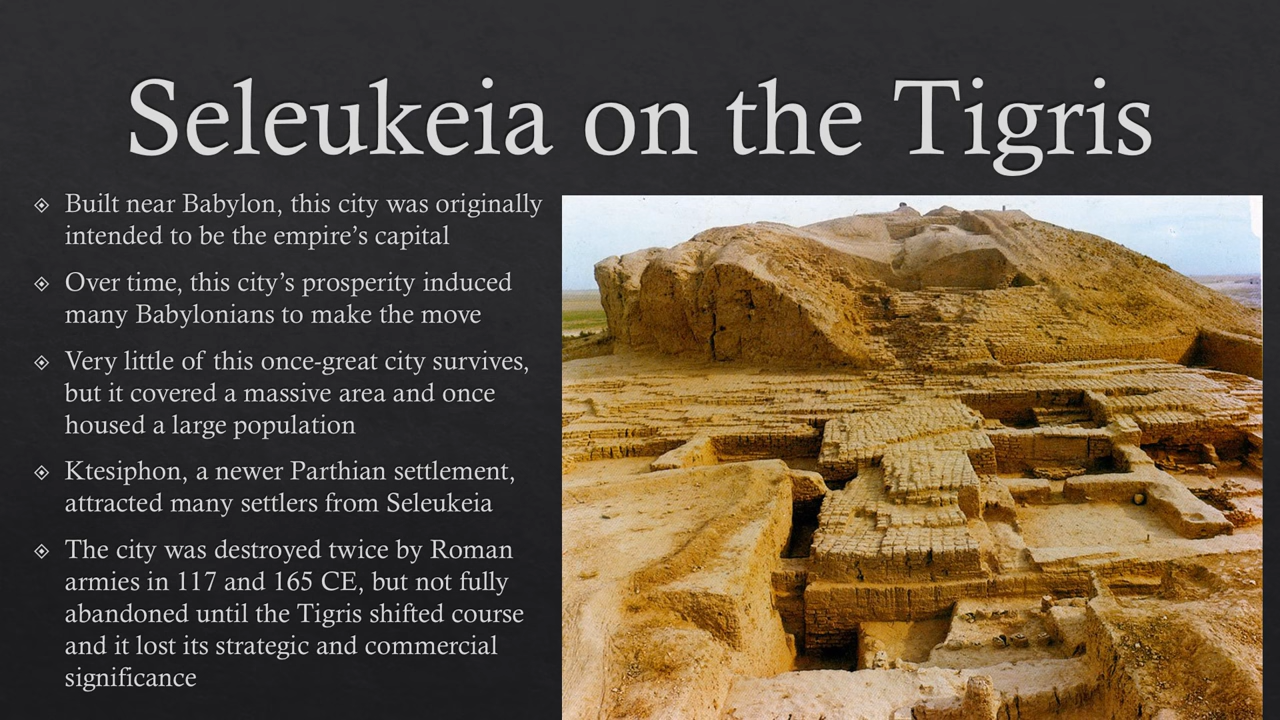 Seleukeia on the Tigris
Built near Babylon, this city was originally
intended to be the empire’s capital
Over time, this city’s prosperity induced
many Babylonians to make the move
Very little of this once-great city survives,
but it covered a massive area and once
housed a large population
Ktesiphon, a newer Parthian settlement,
attracted many settlers from Seleukeia
The city was destroyed twice by Roman
armies in 117 and 165 CE, but not fully
abandoned until the Tigris shifted course
and it lost its strategic and commercial
significance